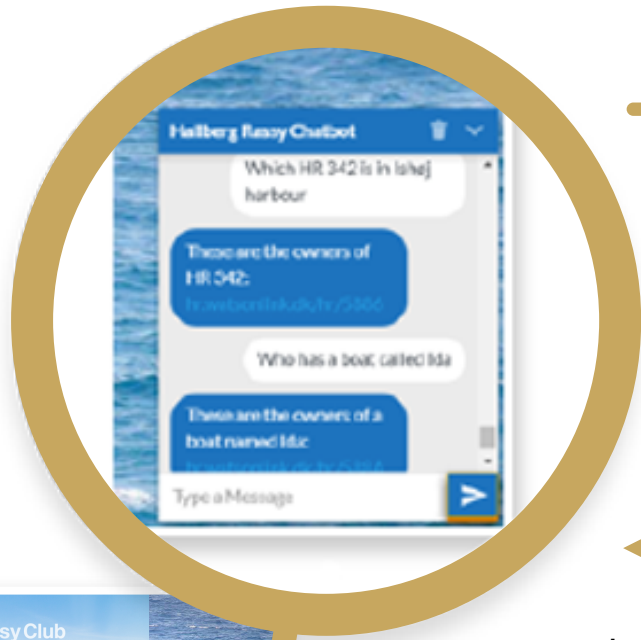 Hallberg Rassy Chatbot
Which HR 342 is in Ishøj
harbour
These are the owners of
HR 342:
Who has a boat called Ida
These are the owners of a
boat named Ida:
Type a Message
sy Club